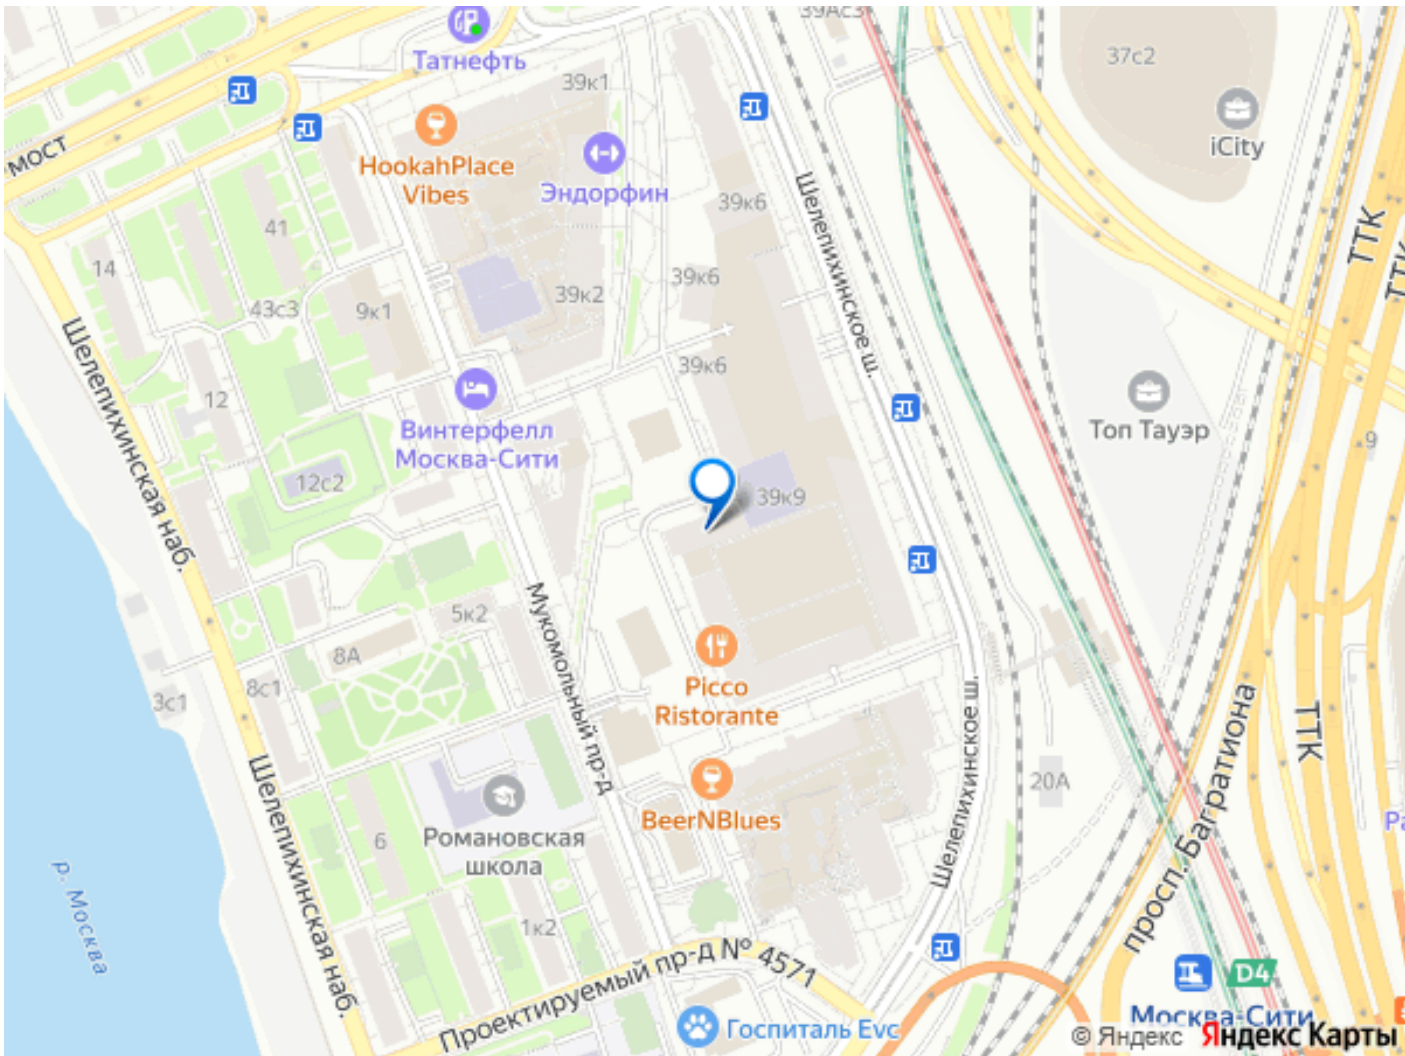 39Ас3
Татнефть
37с2
39к1
iCity
МОСТ
HookahPlace
Vibes
Эндорфин
Шелепихинское ш.
39к6
ТТК
ТТК
41
14
39к6
39к2
43с3
9к1
Шелепихинская наб.
39к6
12
Винтерфелл
Москва-Сити
Топ Тауэр
9
12с2
39к9
Мукомольный пр-д
5к2
8А
8с1
3с1
Picco
Ristorante
Шелепихинское ш.
просп. Багратиона
ТТК
Шелепихинская наб.
20А
BeerNBlues
Романовская
школа
6
Ра
р. Москва
1к2
Проектируемый пр-д № 4571
D4
Москва-Сити
Госпиталь Evc
© Яндекс Яндекс Карты